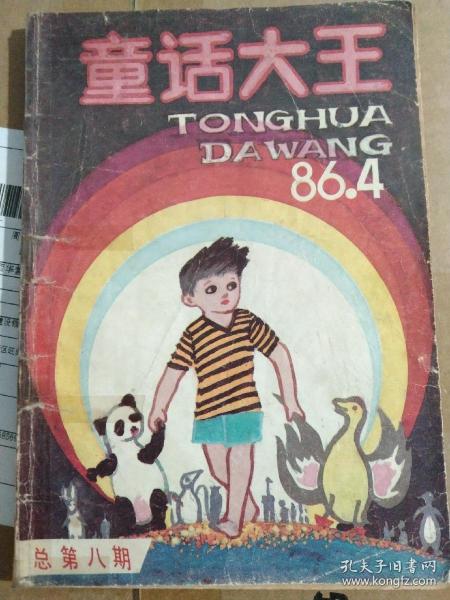 童话大王
TONGHUA
DAWANG
86.4
总第八期
孔夫子旧书网
www.kongfz.com